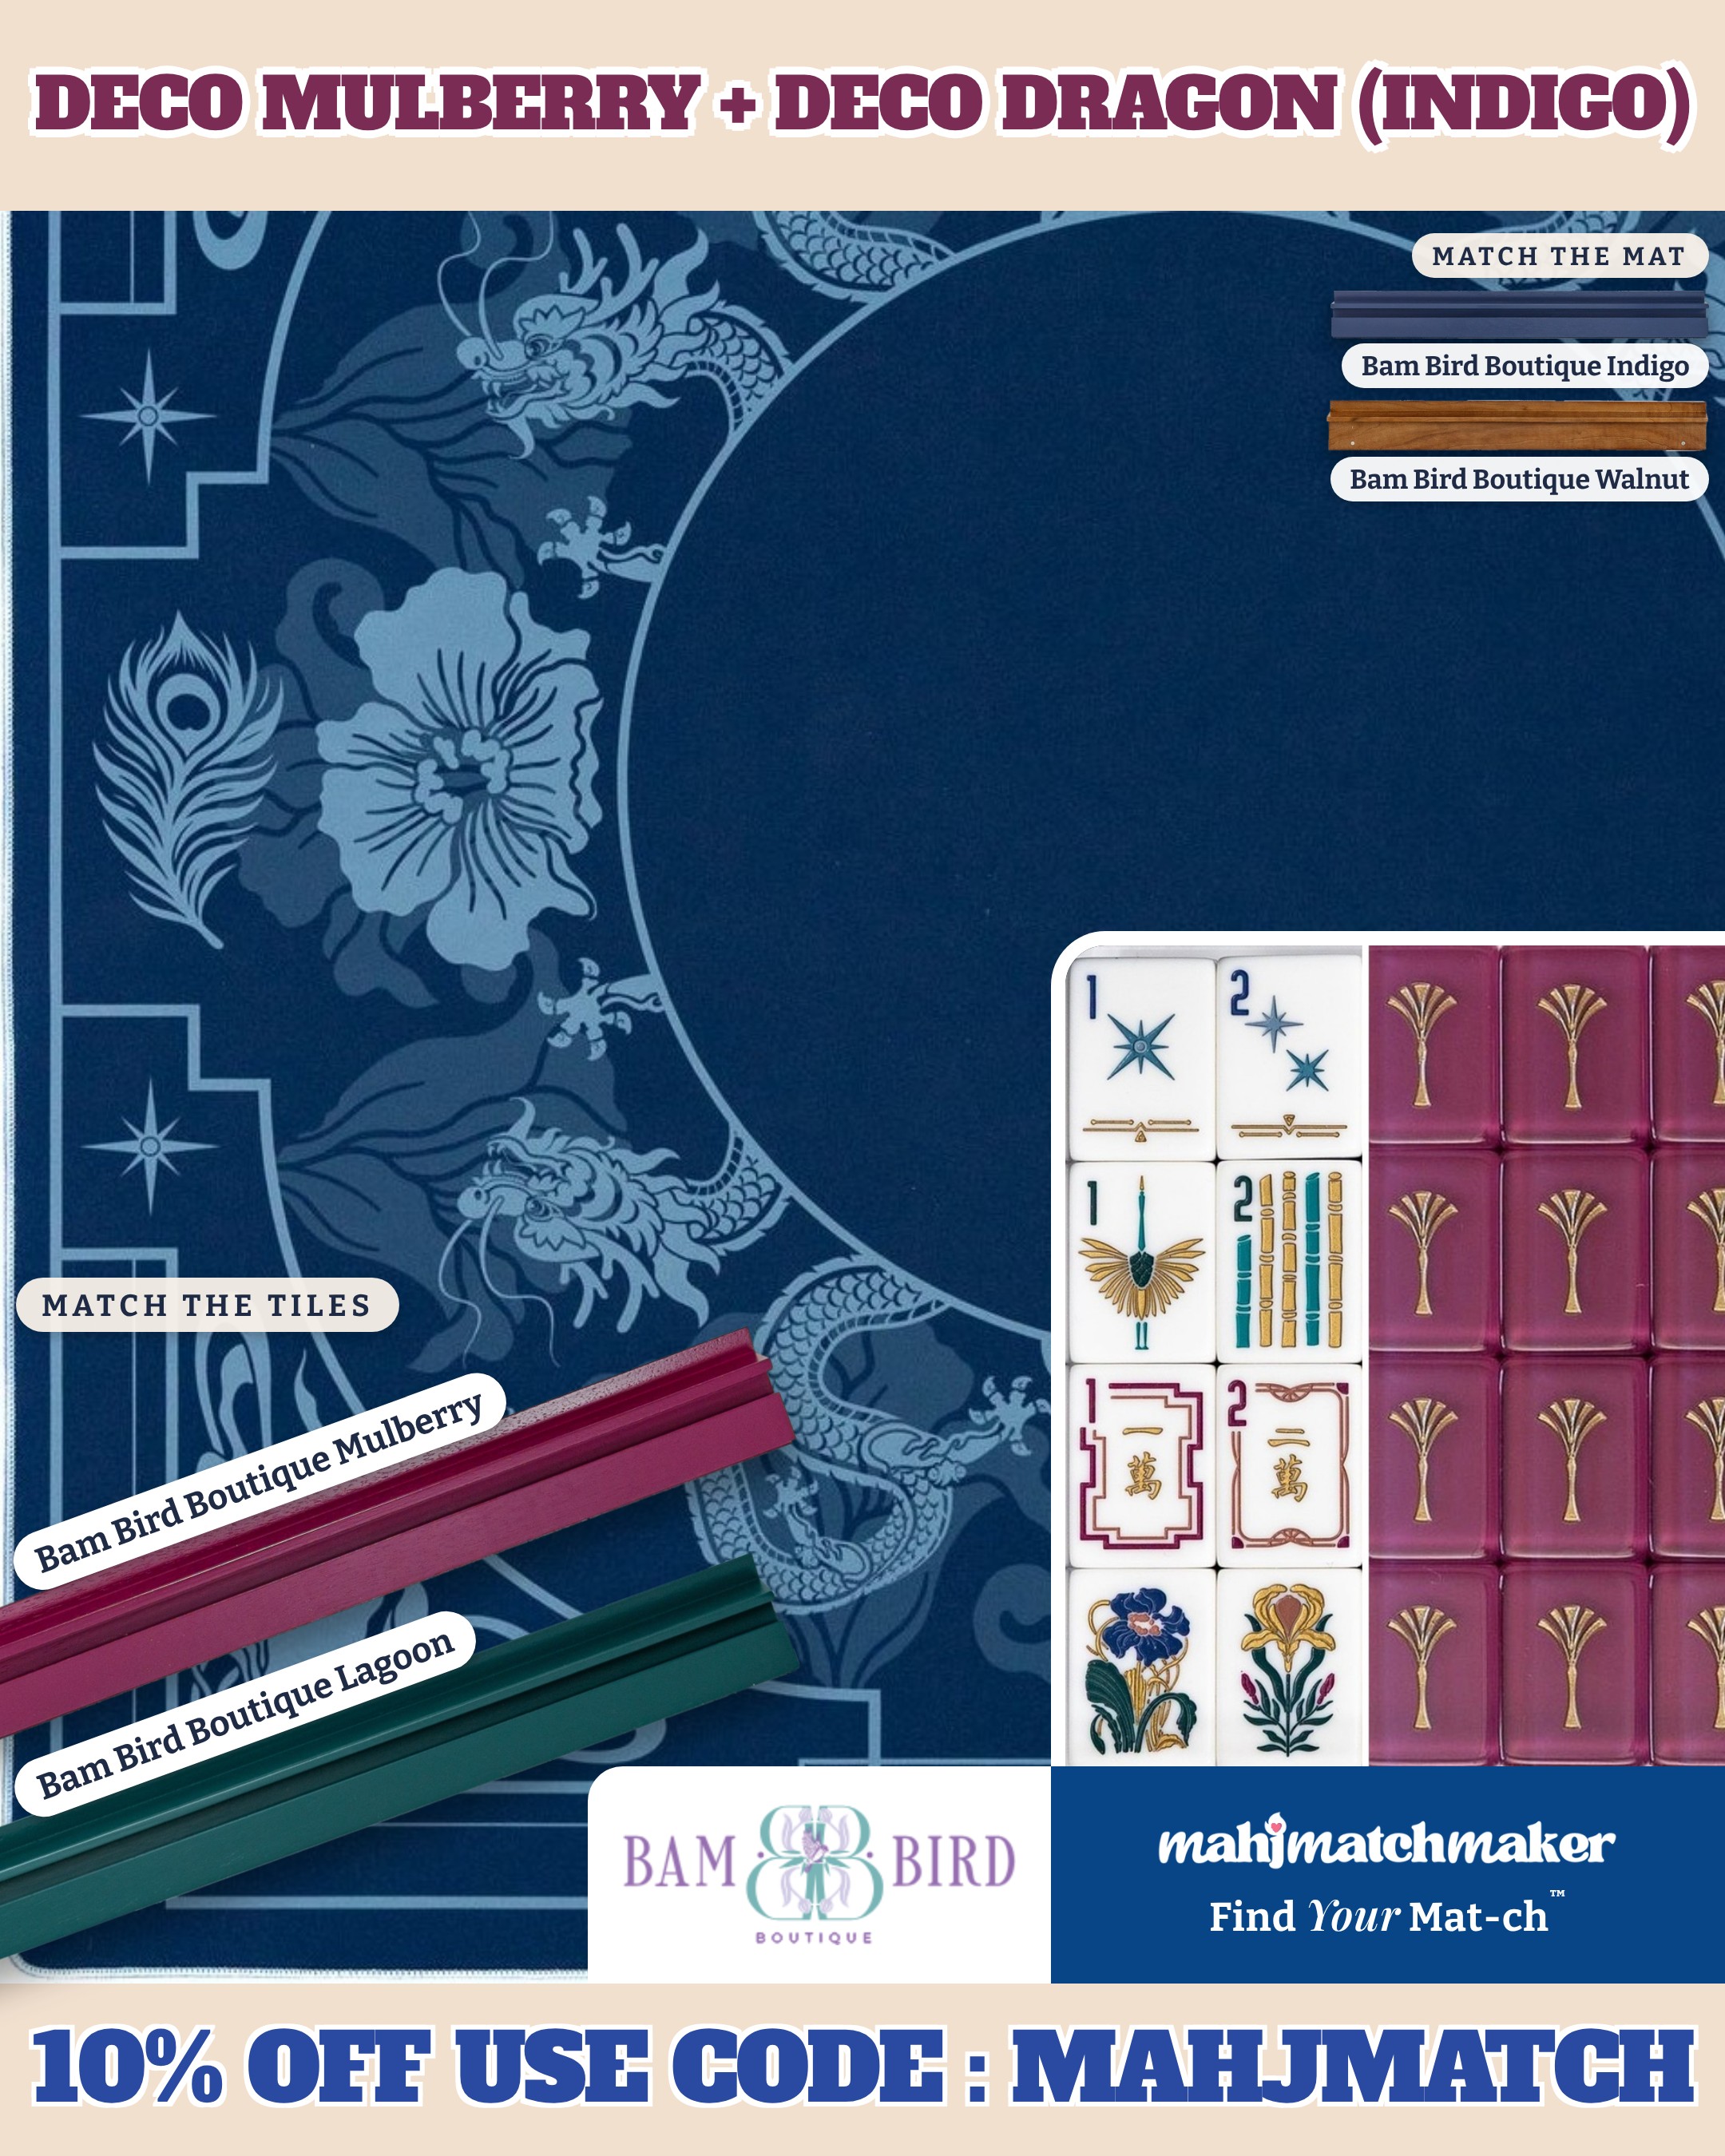 DECO MULBERRY + DECO DRAGON (INDIGO)
MATCH THE MAT
Bam Bird Boutique Indigo
Bam Bird Boutique Walnut
1
2
1
2
1
2
一
二
萬
萬
MATCH THE TILES
Bam Bird Boutique Mulberry
Bam Bird Boutique Lagoon
BAM BIRD
BOUTIQUE
mahjmatchmaker
Find Your Mat-ch™
10% OFF USE CODE : MAHJMATCH